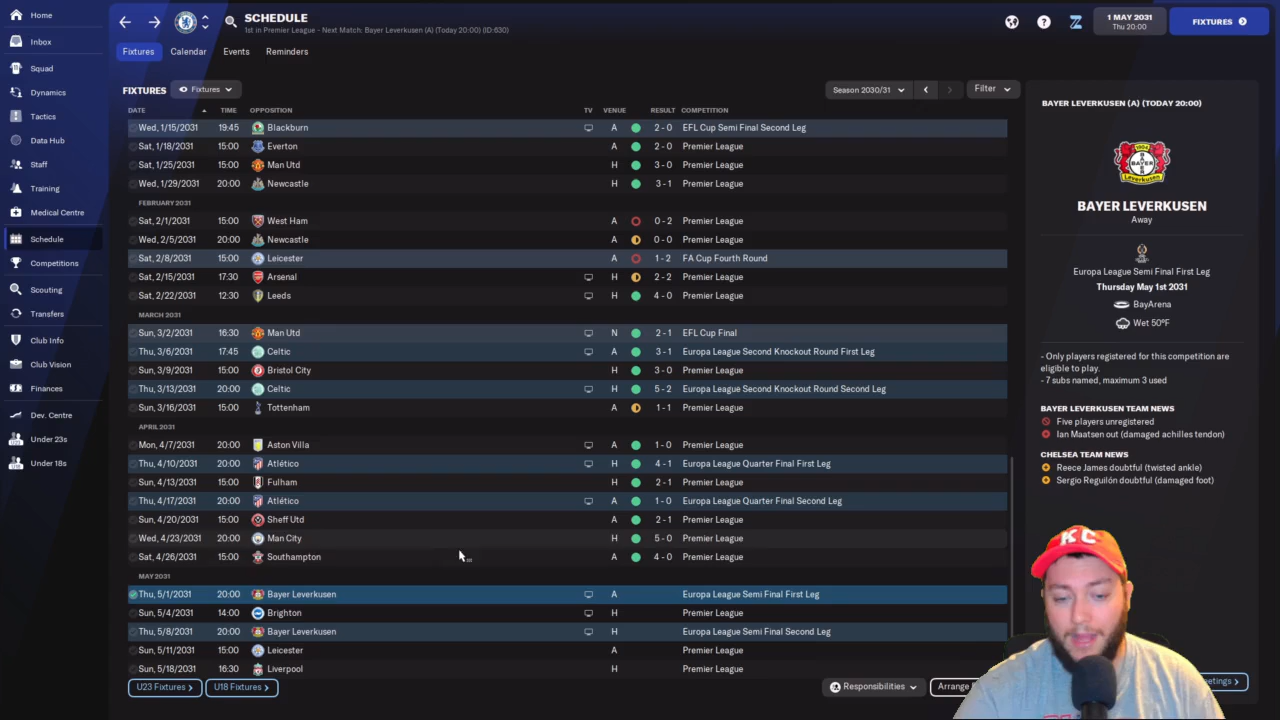 Home
Inbox
Squad
Dynamics
Tactics
Data Hub
Staff
Training
Medical Centre
Schedule
Competitions
Scouting
Transfers
Club Info
Club Vision
Finances
Dev. Centre
Under 23s
Under 18s
SCHEDULE
1st in Premier League - Next Match: Bayer Leverkusen (A) (Today 20:00) (ID:630)
1 MAY 2031
Thu 20:00
FIXTURES
Fixtures Calendar Events Reminders
FIXTURES Fixtures Season 2030/31 Filter
DATE TIME OPPOSITION TV VENUE RESULT COMPETITION
Wed, 1/15/2031 19:45 Blackburn A 2 - 0 EFL Cup Semi Final Second Leg
Sat, 1/18/2031 15:00 Everton A 2 - 0 Premier League
Sat, 1/25/2031 15:00 Man Utd H 3 - 0 Premier League
Wed, 1/29/2031 20:00 Newcastle H 3 - 1 Premier League
FEBRUARY 2031
Sat, 2/1/2031 15:00 West Ham A 0 - 2 Premier League
Wed, 2/5/2031 20:00 Newcastle A 0 - 0 Premier League
Sat, 2/8/2031 15:00 Leicester A 1 - 2 FA Cup Fourth Round
Sat, 2/15/2031 17:30 Arsenal H 2 - 2 Premier League
Sat, 2/22/2031 12:30 Leeds H 4 - 0 Premier League
MARCH 2031
Sun, 3/2/2031 16:30 Man Utd N 2 - 1 EFL Cup Final
Thu, 3/6/2031 17:45 Celtic A 3 - 1 Europa League Second Knockout Round First Leg
Sun, 3/9/2031 15:00 Bristol City H 3 - 0 Premier League
Thu, 3/13/2031 20:00 Celtic H 5 - 2 Europa League Second Knockout Round Second Leg
Sun, 3/16/2031 15:00 Tottenham A 1 - 1 Premier League
APRIL 2031
Mon, 4/7/2031 20:00 Aston Villa A 1 - 0 Premier League
Thu, 4/10/2031 20:00 Atlético H 4 - 1 Europa League Quarter Final First Leg
Sun, 4/13/2031 15:00 Fulham H 2 - 1 Premier League
Thu, 4/17/2031 20:00 Atlético A 1 - 0 Europa League Quarter Final Second Leg
Sun, 4/20/2031 15:00 Sheff Utd A 2 - 1 Premier League
Wed, 4/23/2031 20:00 Man City H 5 - 0 Premier League
Sat, 4/26/2031 15:00 Southampton A 4 - 0 Premier League
MAY 2031
Thu, 5/1/2031 20:00 Bayer Leverkusen A Europa League Semi Final First Leg
Sun, 5/4/2031 14:00 Brighton H Premier League
Thu, 5/8/2031 20:00 Bayer Leverkusen H Europa League Semi Final Second Leg
Sun, 5/11/2031 15:00 Leicester A Premier League
Sun, 5/18/2031 16:30 Liverpool H Premier League
U23 Fixtures U18 Fixtures Responsibilities Arrange
BAYER LEVERKUSEN (A) (TODAY 20:00)
BAYER LEVERKUSEN
Away
Europa League Semi Final First Leg
Thursday May 1st 2031
BayArena
Wet 50°F
- Only players registered for this competition are
eligible to play.
- 7 subs named, maximum 3 used
BAYER LEVERKUSEN TEAM NEWS
Five players unregistered
Ian Maatsen out (damaged achilles tendon)
CHELSEA TEAM NEWS
Reece James doubtful (twisted ankle)
Sergio Reguilón doubtful (damaged foot)
KC